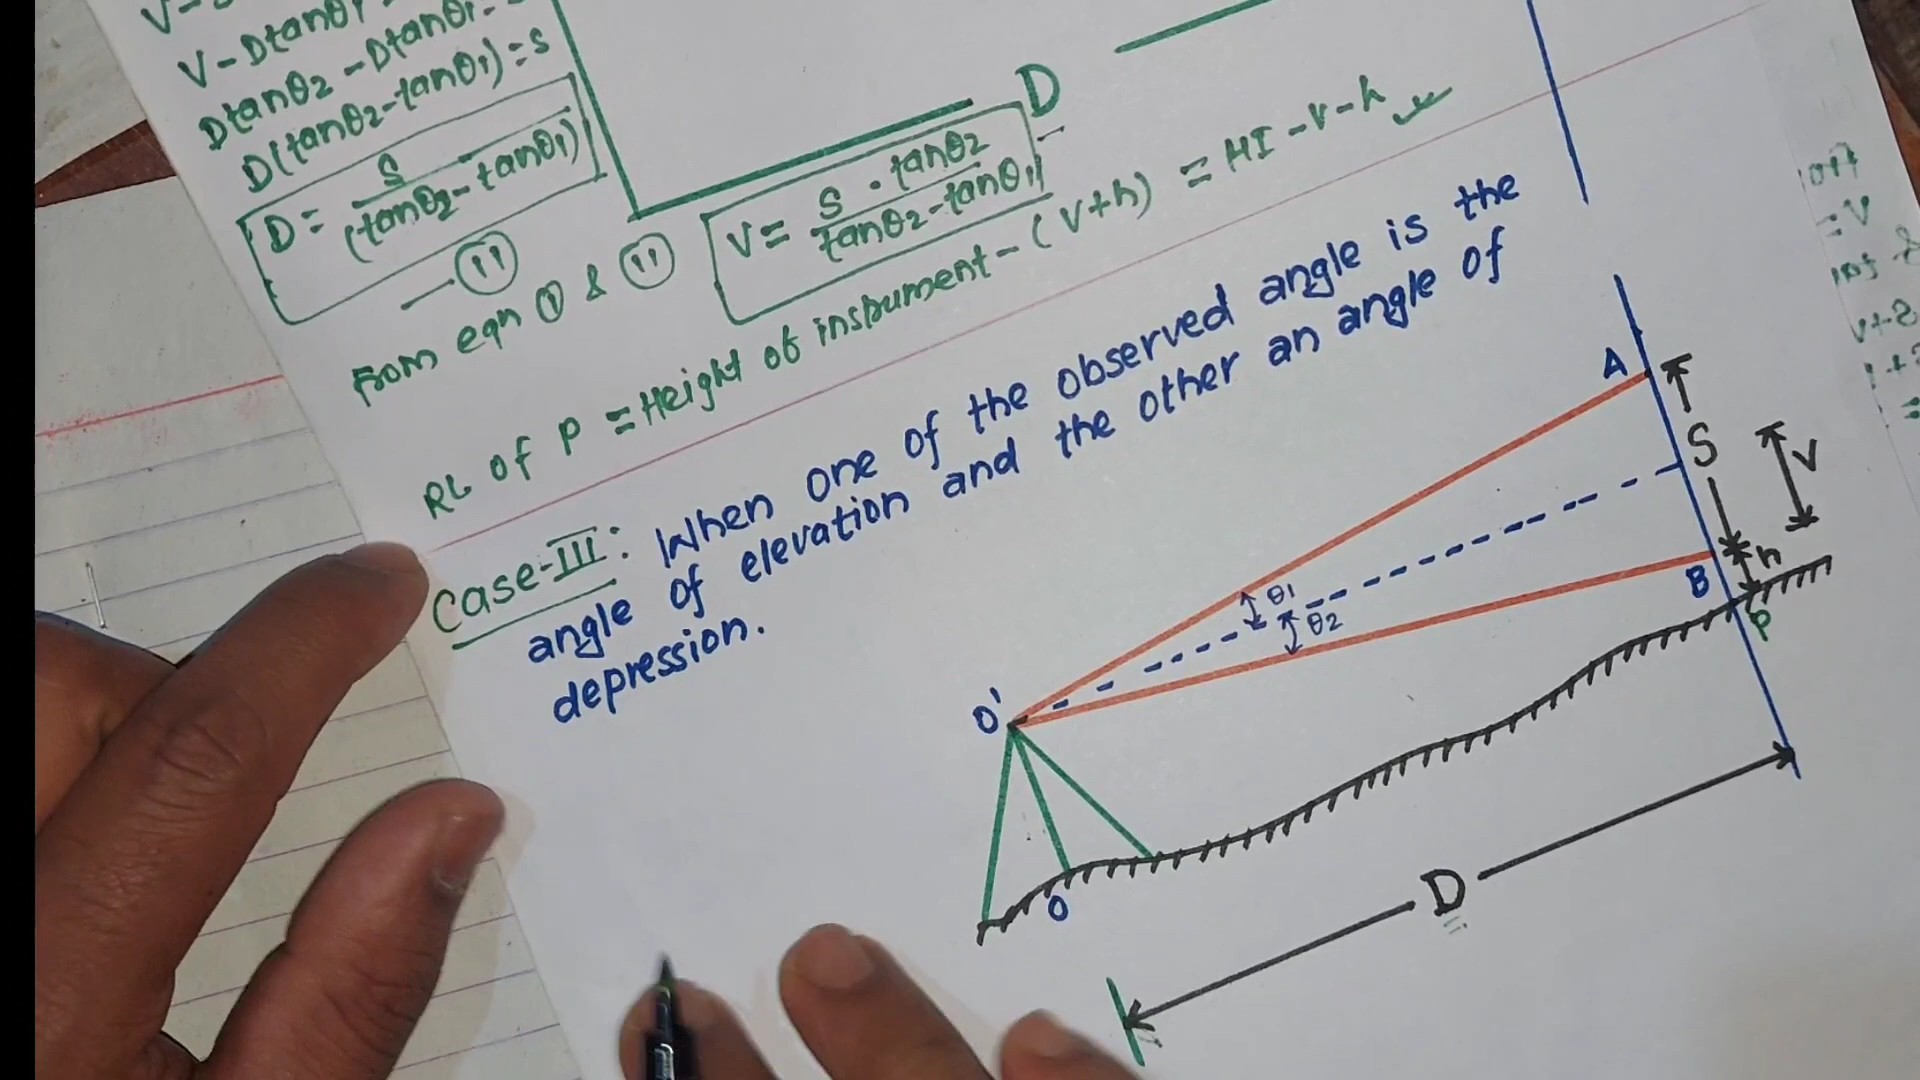 V-Dtanθ1
Dtanθ2-Dtanθ1=
D(tanθ2-tanθ1)=S
D= S/(tanθ2-tanθ1)
—(ii)
D
From eqn (i) & (ii)
V= S·tanθ2/tanθ2-tanθ1
RL of P = Height of instrument-(V+h) = HI-V-h
Case-III: When one of the observed angle is the
angle of elevation and the other an angle of
depression.
A
S
V
h
B
P
θ1
θ2
O'
O
D